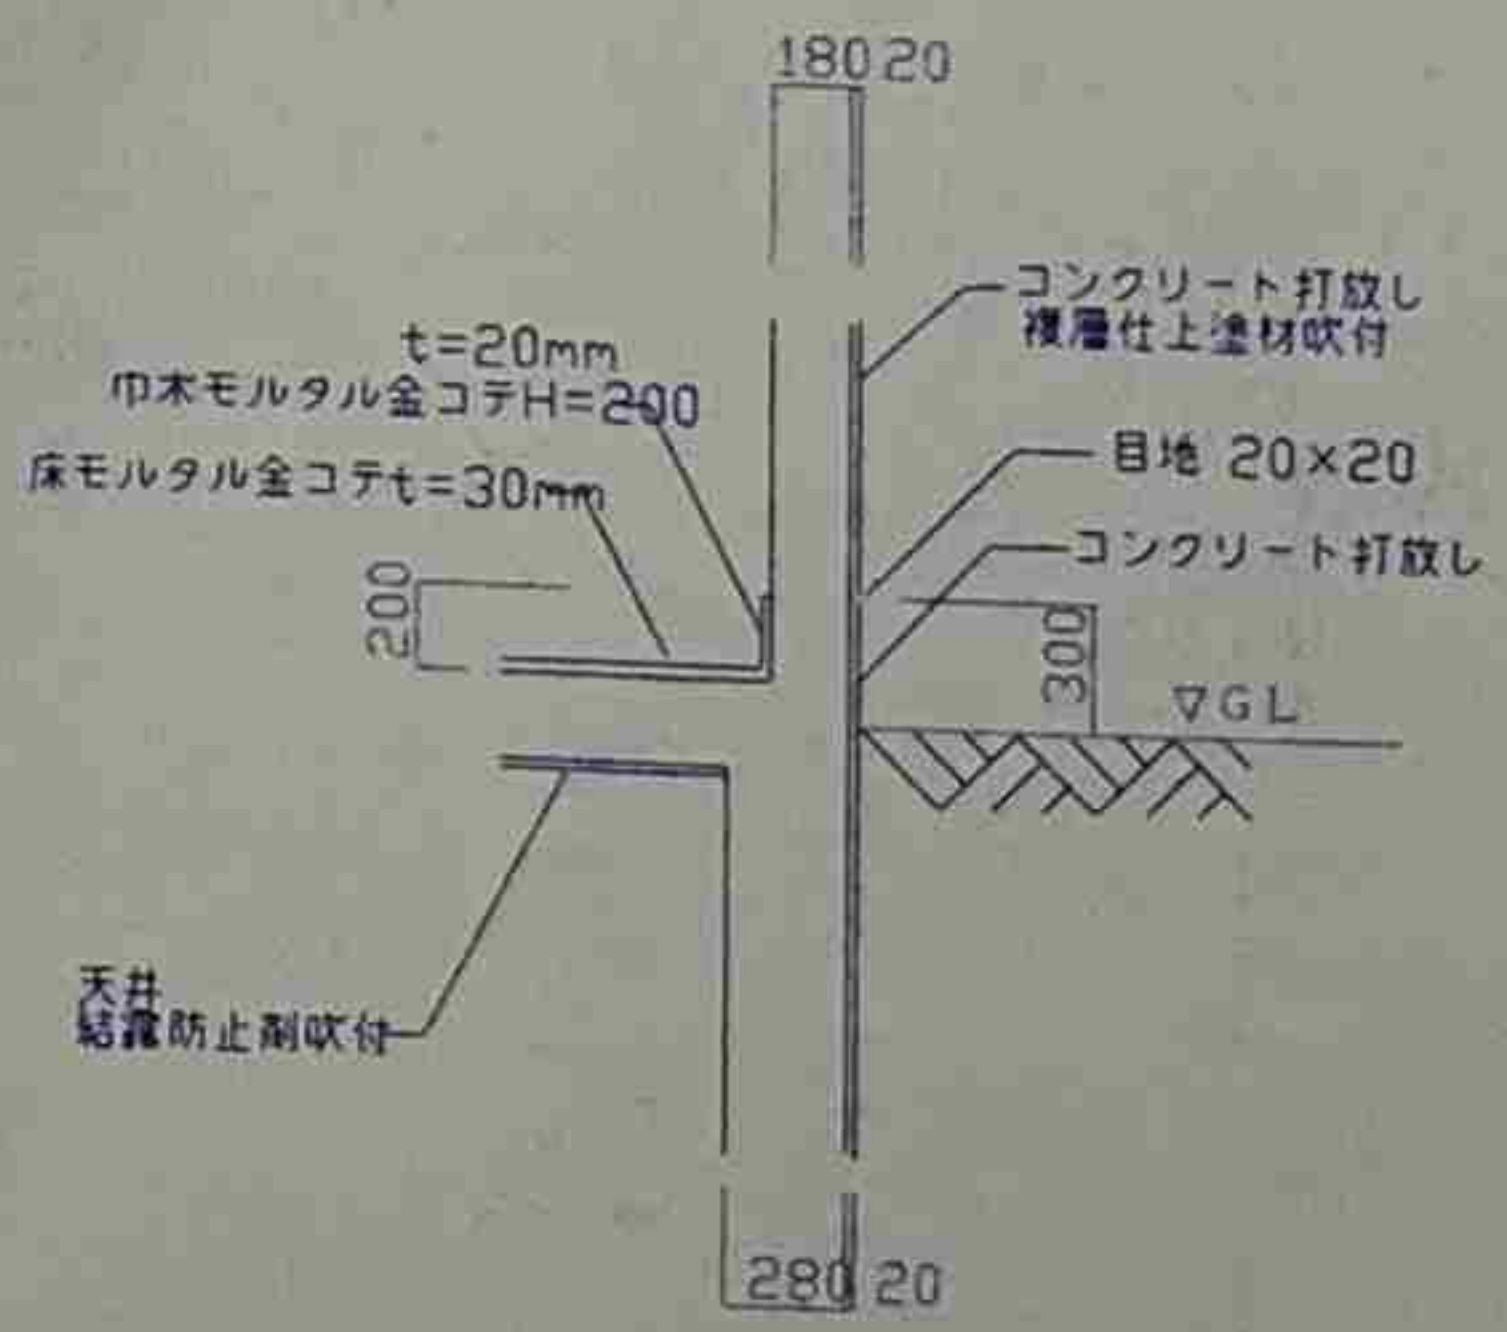 180 20
コンクリート打放し
複層仕上塗材吹付
t=20mm
巾木モルタル金コテH=200
床モルタル金コテt=30mm
目地 20×20
コンクリート打放し
200
300
▽GL
天井
結露防止剤吹付
280 20